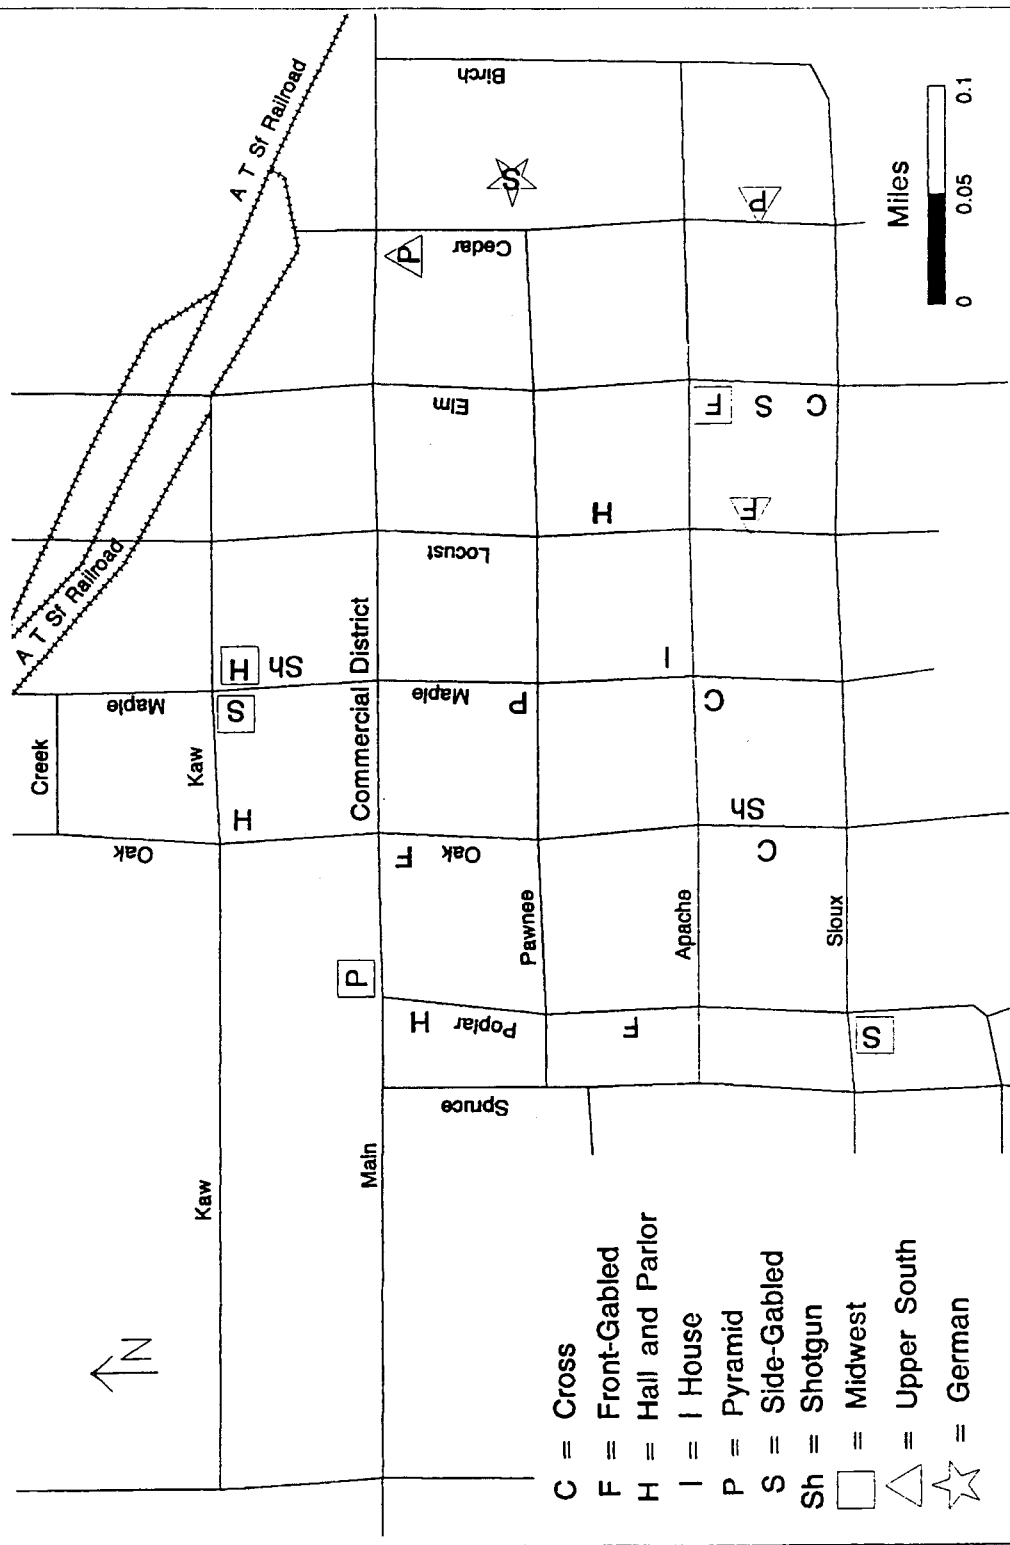 A T Sf Railroad
A T Sf Railroad
Creek
Maple
Kaw
Oak
Kaw
H
S
H
Sh
Commercial District
Main
Birch
Cedar
Elm
Locust
Maple
Oak
Poplar
Spruce
P
F
H
P
P
S
Pawnee
Apache
Sioux
H
I
F
C
F
S
C
F
P
Sh
C
S
Miles
0 0.05 0.1
N
C = Cross
F = Front-Gabled
H = Hall and Parlor
I = I House
P = Pyramid
S = Side-Gabled
Sh = Shotgun
= Midwest
= Upper South
= German